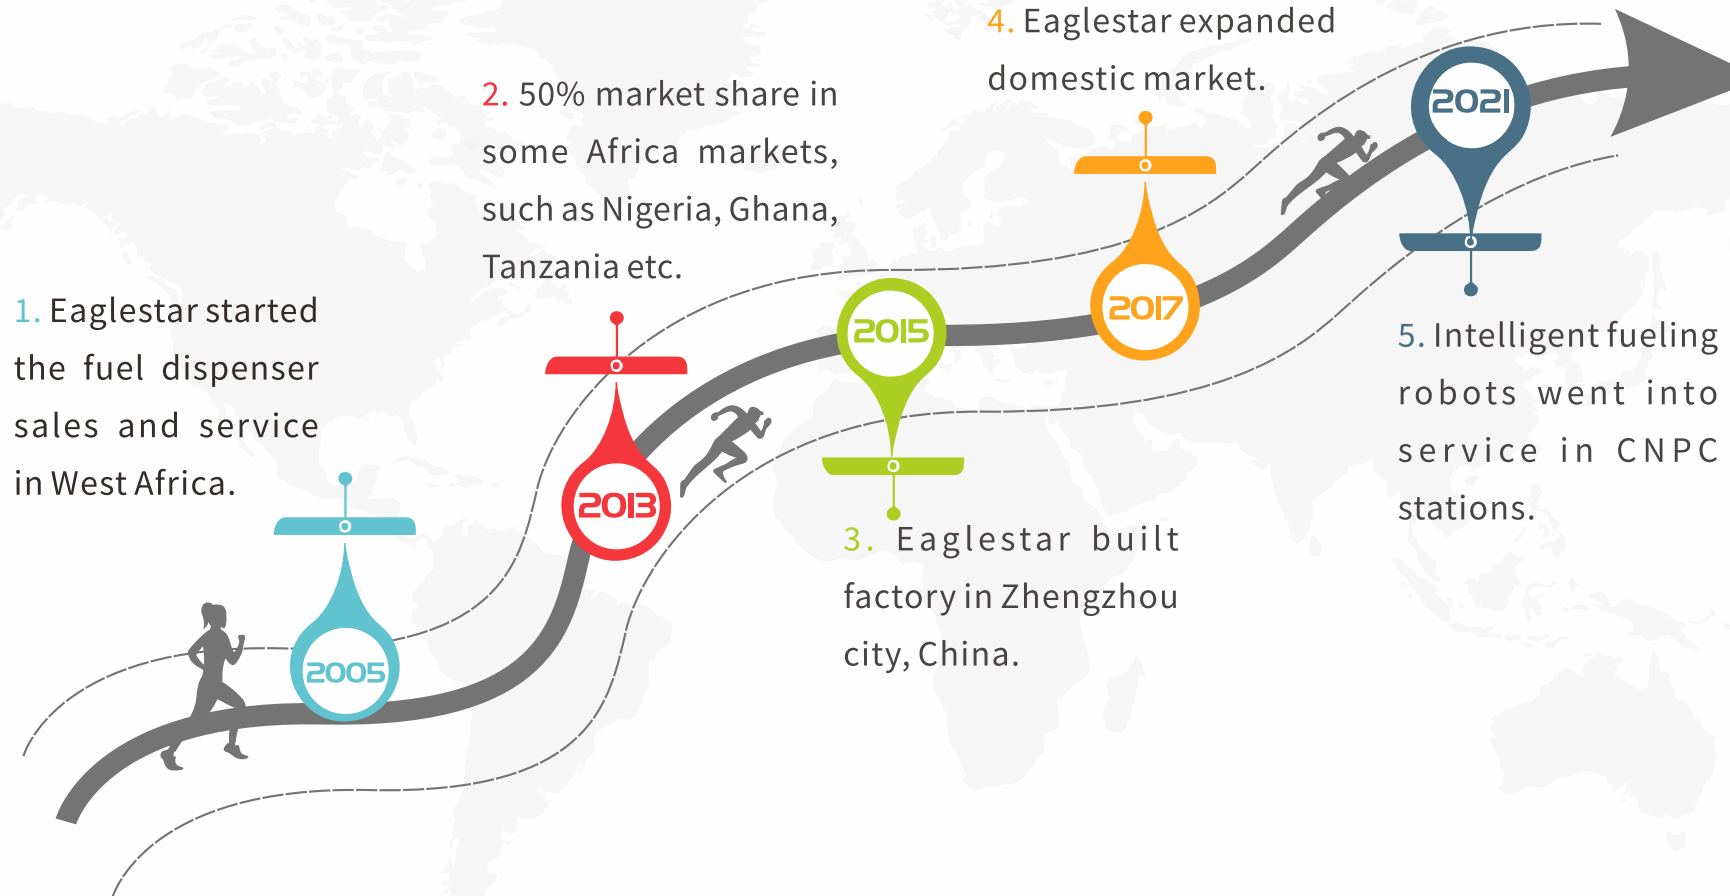 1. Eaglestar started
the fuel dispenser
sales and service
in West Africa.
2005
2. 50% market share in
some Africa markets,
such as Nigeria, Ghana,
Tanzania etc.
2013
2015
3. Eaglestar built
factory in Zhengzhou
city, China.
4. Eaglestar expanded
domestic market.
2017
2021
5. Intelligent fueling
robots went into
service in CNPC
stations.